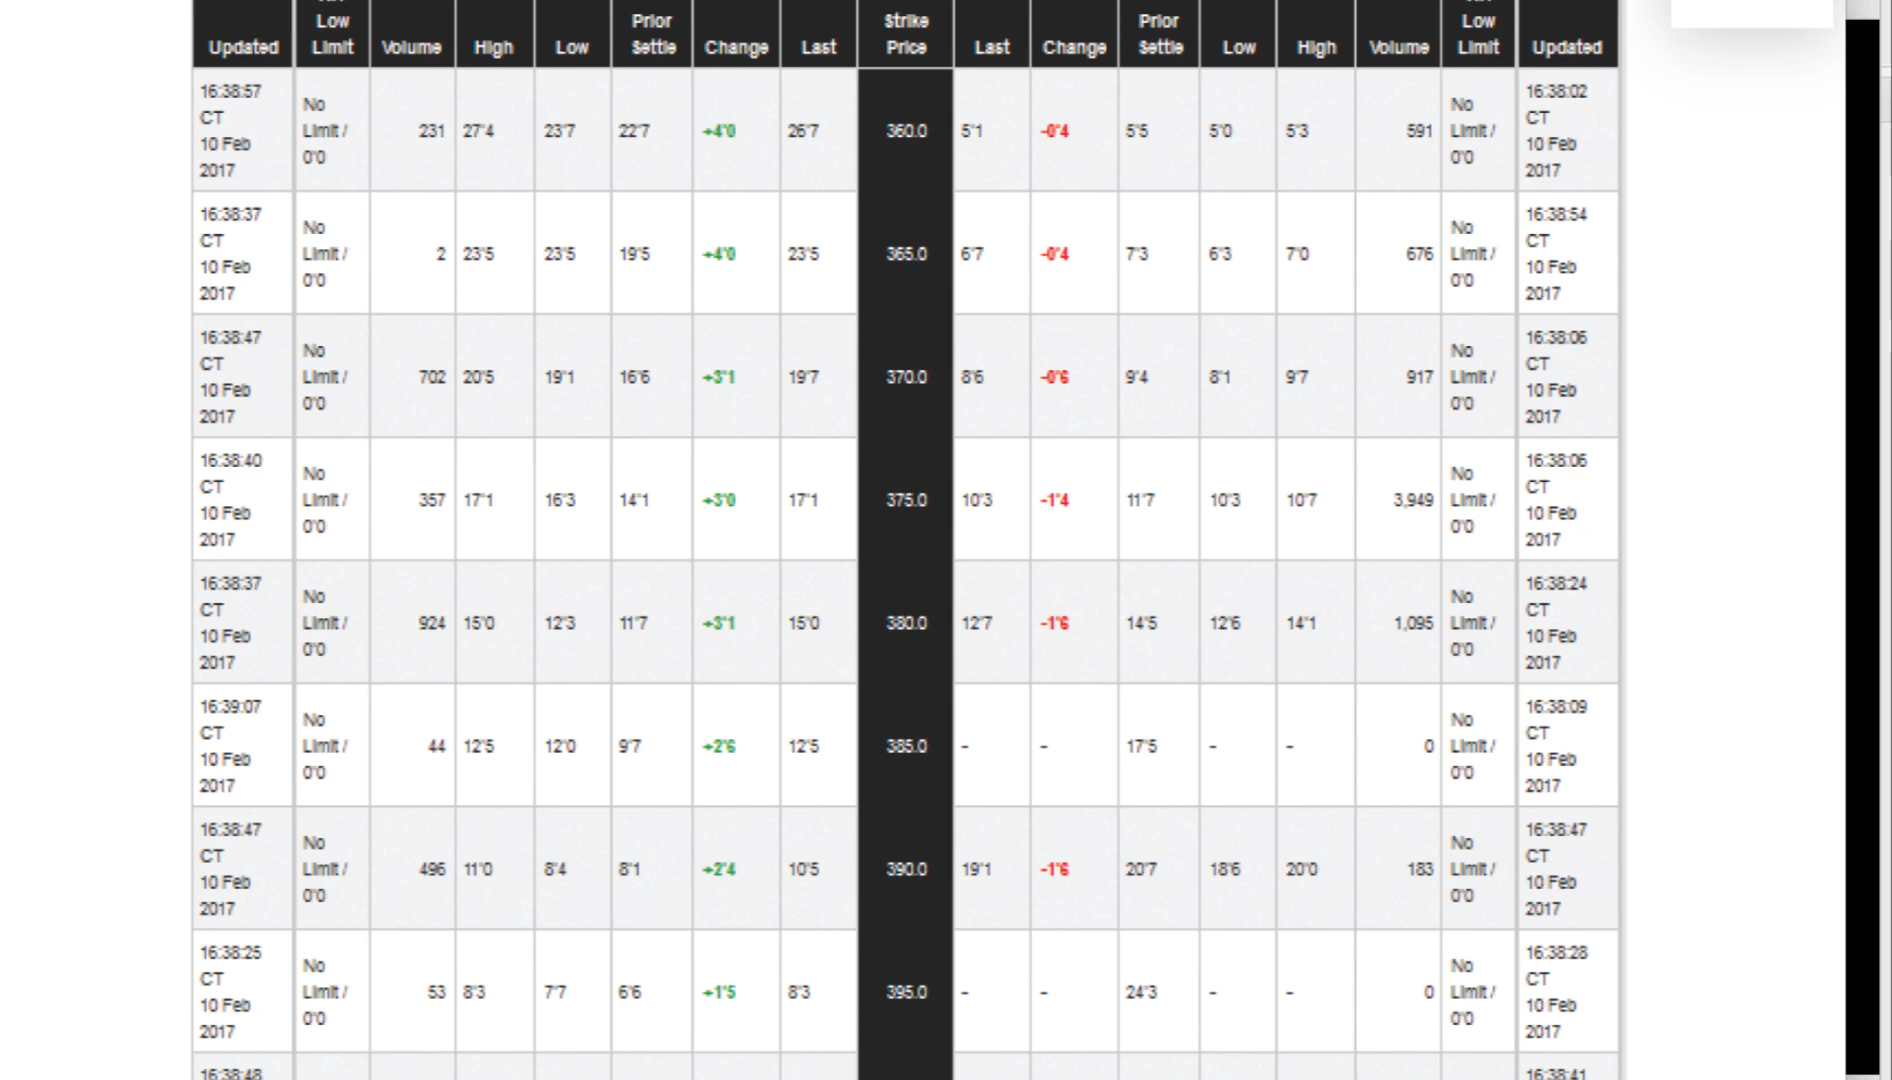 Low Prior Strike Prior Low
Updated Limit Volume High Low Settle Change Last Price Last Change Settle Low High Volume Limit Updated
16:38:57 CT 10 Feb 2017 No Limit / 0'0 231 27'4 23'7 22'7 +4'0 26'7 360.0 5'1 -0'4 5'5 5'0 5'3 591 No Limit / 0'0 16:38:02 CT 10 Feb 2017
16:38:37 CT 10 Feb 2017 No Limit / 0'0 2 23'5 23'5 19'5 +4'0 23'5 365.0 6'7 -0'4 7'3 6'3 7'0 676 No Limit / 0'0 16:38:54 CT 10 Feb 2017
16:38:47 CT 10 Feb 2017 No Limit / 0'0 702 20'5 19'1 16'6 +3'1 19'7 370.0 8'6 -0'6 9'4 8'1 9'7 917 No Limit / 0'0 16:38:06 CT 10 Feb 2017
16:38:40 CT 10 Feb 2017 No Limit / 0'0 357 17'1 16'3 14'1 +3'0 17'1 375.0 10'3 -1'4 11'7 10'3 10'7 3,949 No Limit / 0'0 16:38:06 CT 10 Feb 2017
16:38:37 CT 10 Feb 2017 No Limit / 0'0 924 15'0 12'3 11'7 +3'1 15'0 380.0 12'7 -1'6 14'5 12'6 14'1 1,095 No Limit / 0'0 16:38:24 CT 10 Feb 2017
16:39:07 CT 10 Feb 2017 No Limit / 0'0 44 12'5 12'0 9'7 +2'6 12'5 385.0 - - 17'5 - - 0 No Limit / 0'0 16:38:09 CT 10 Feb 2017
16:38:47 CT 10 Feb 2017 No Limit / 0'0 496 11'0 8'4 8'1 +2'4 10'5 390.0 19'1 -1'6 20'7 18'6 20'0 183 No Limit / 0'0 16:38:47 CT 10 Feb 2017
16:38:25 CT 10 Feb 2017 No Limit / 0'0 53 8'3 7'7 6'6 +1'5 8'3 395.0 - - 24'3 - - 0 No Limit / 0'0 16:38:28 CT 10 Feb 2017
16:38:48 16:38:41